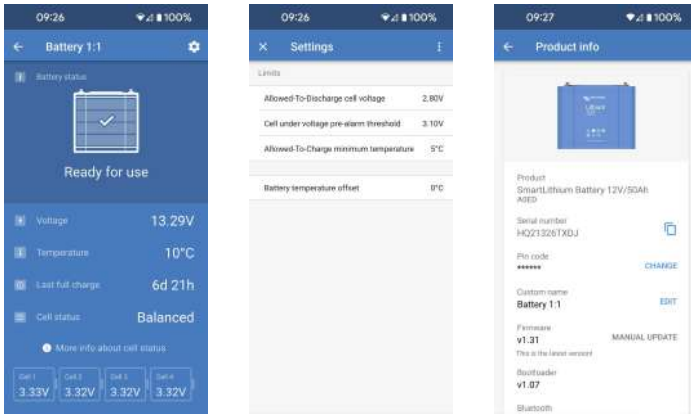 09:26
100%
Battery 1:1
Battery status
Ready for use
Voltage
13.29V
Temperature
10°C
Last full charge
6d 21h
Cell status
Balanced
More info about cell status
Cell 1
Cell 2
Cell 3
Cell 4
3.33V
3.32V
3.32V
3.32V
09:26
100%
Settings
Limits
Allowed-To-Discharge cell voltage
2.80V
Cell under voltage pre-alarm threshold
3.10V
Allowed-To-Charge minimum temperature
5°C
Battery temperature offset
0°C
09:27
100%
Product info
Product
SmartLithium Battery 12V/50Ah
A0ED
Serial number
HQ21326TXDJ
Pin code
******
CHANGE
Custom name
Battery 1:1
EDIT
Firmware
v1.31
MANUAL UPDATE
This is the latest version!
Bootloader
v1.07
Bluetooth